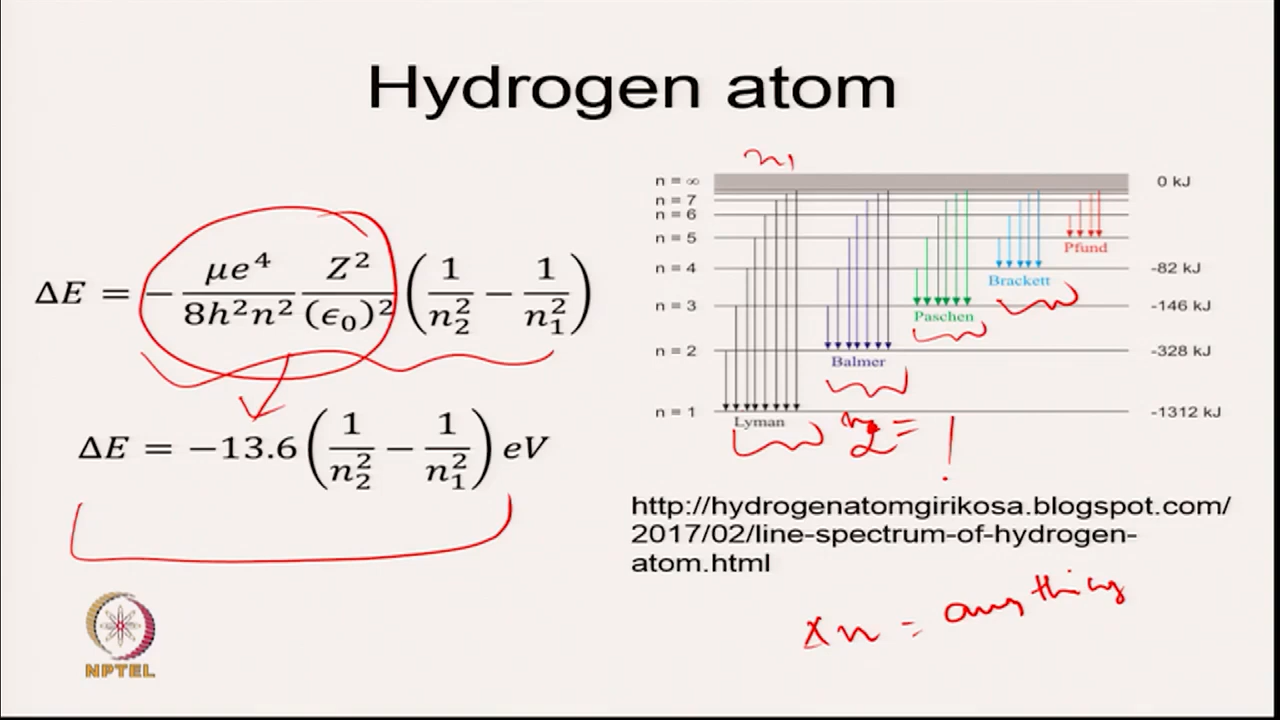 Hydrogen atom
ΔE = − μe⁴/8h²n² Z²/(ϵ₀)² (1/n₂² − 1/n₁²)
ΔE = −13.6 (1/n₂² − 1/n₁²) eV
n₁
n = ∞ 0 kJ
n = 7
n = 6
n = 5 Pfund
n = 4 -82 kJ
Brackett
n = 3 -146 kJ
Paschen
n = 2 -328 kJ
Balmer
n = 1 -1312 kJ
Lyman
http://hydrogenatomgirikosa.blogspot.com/
2017/02/line-spectrum-of-hydrogen-
atom.html
n = anything
NPTEL